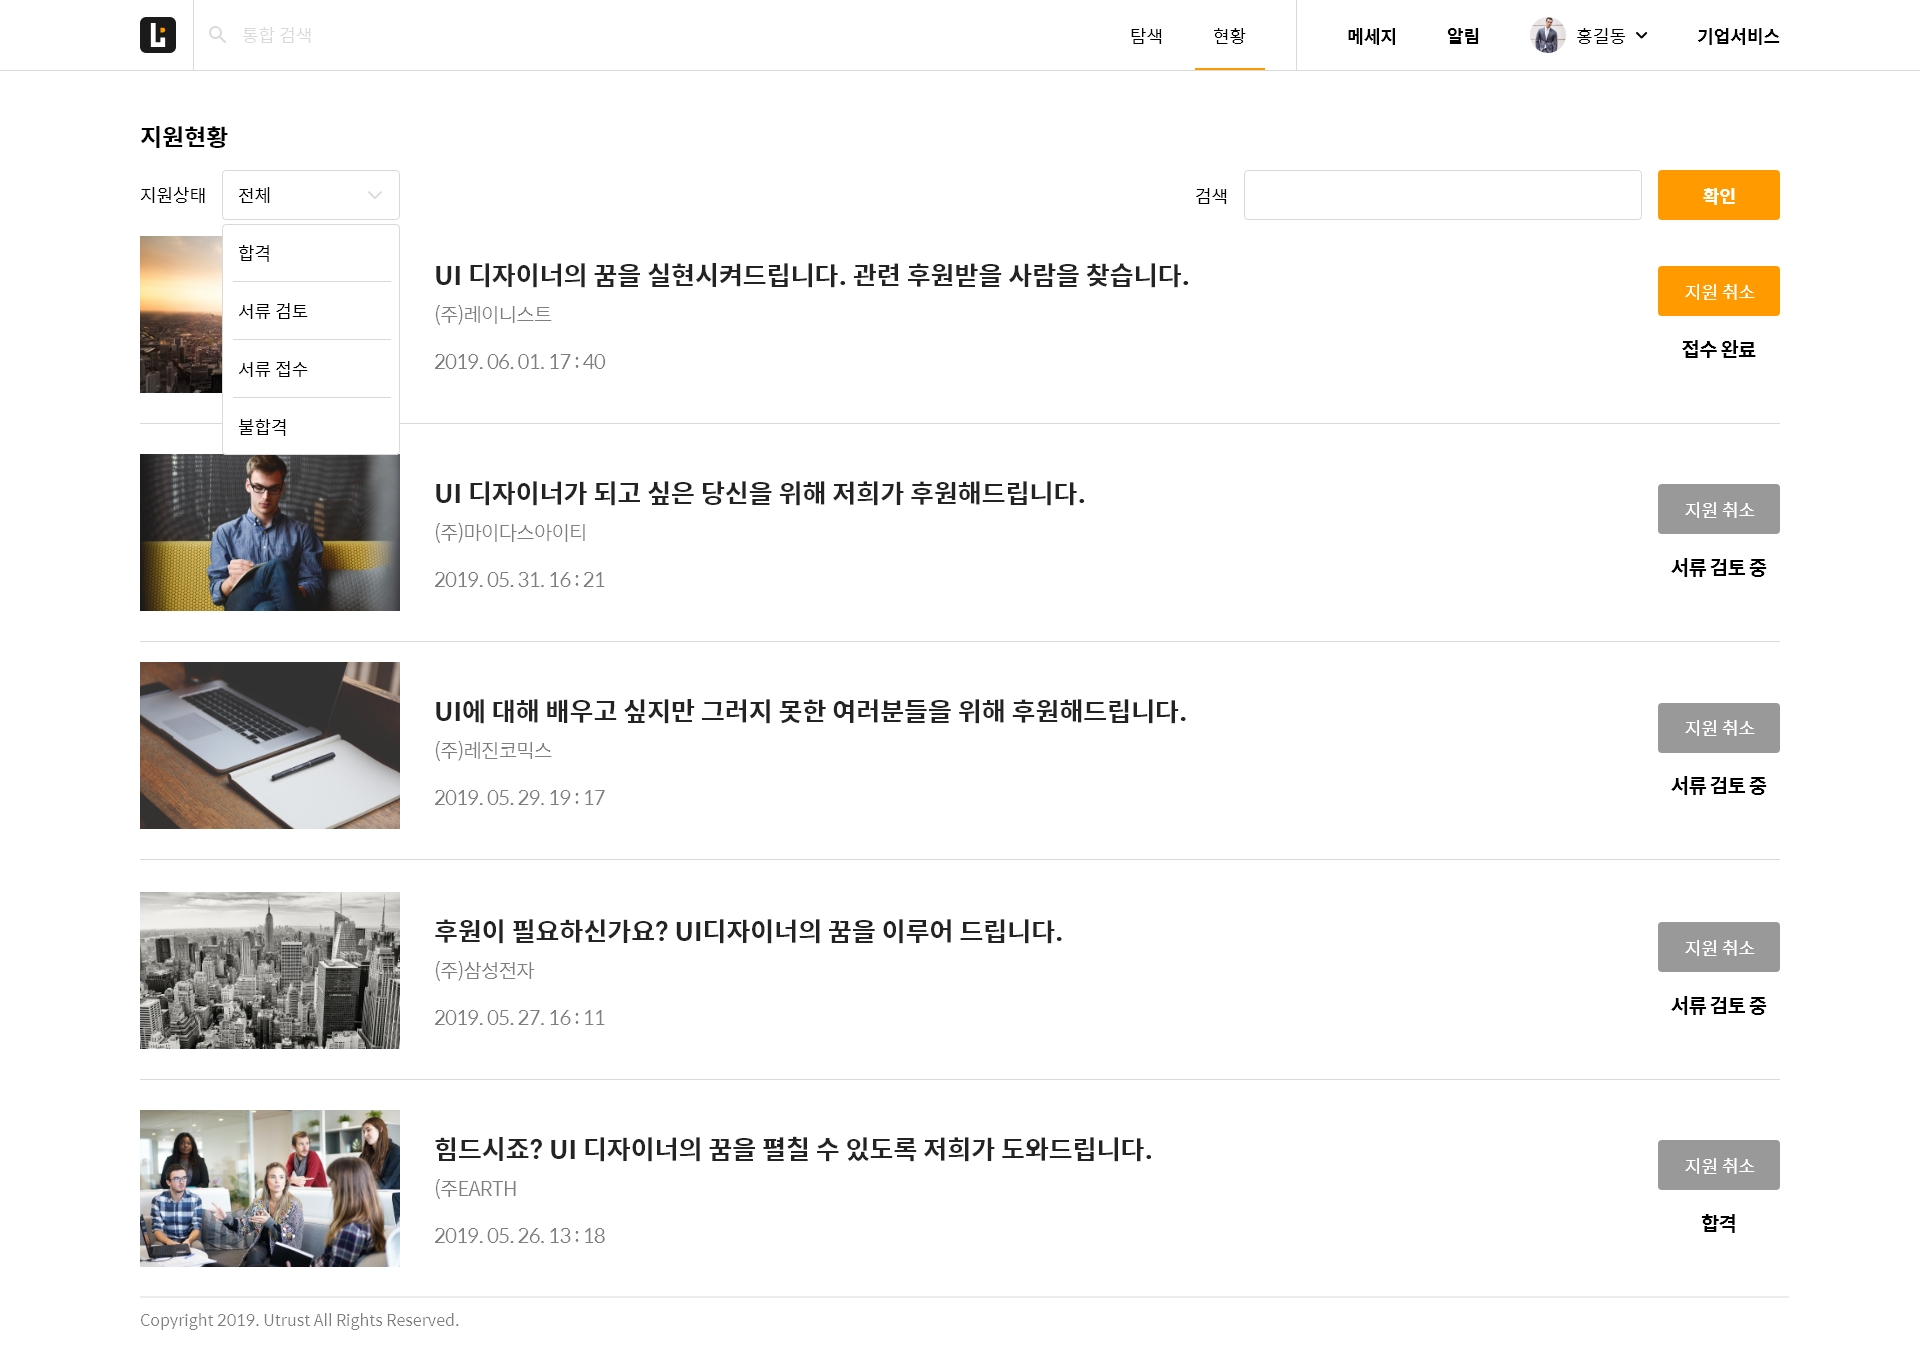 통합 검색
탐색
현황
메세지
알림
홍길동
기업서비스
지원현황
지원상태
전체
검색
확인
합격
서류 검토
서류 접수
불합격
UI 디자이너의 꿈을 실현시켜드립니다. 관련 후원받을 사람을 찾습니다.
(주)레이니스트
2019. 06. 01. 17 : 40
지원 취소
접수 완료
UI 디자이너가 되고 싶은 당신을 위해 저희가 후원해드립니다.
(주)마이다스아이티
2019. 05. 31. 16 : 21
지원 취소
서류 검토 중
UI에 대해 배우고 싶지만 그러지 못한 여러분들을 위해 후원해드립니다.
(주)레진코믹스
2019. 05. 29. 19 : 17
지원 취소
서류 검토 중
후원이 필요하신가요? UI디자이너의 꿈을 이루어 드립니다.
(주)삼성전자
2019. 05. 27. 16 : 11
지원 취소
서류 검토 중
힘드시죠? UI 디자이너의 꿈을 펼칠 수 있도록 저희가 도와드립니다.
(주EARTH
2019. 05. 26. 13 : 18
지원 취소
합격
Copyright 2019. Utrust All Rights Reserved.